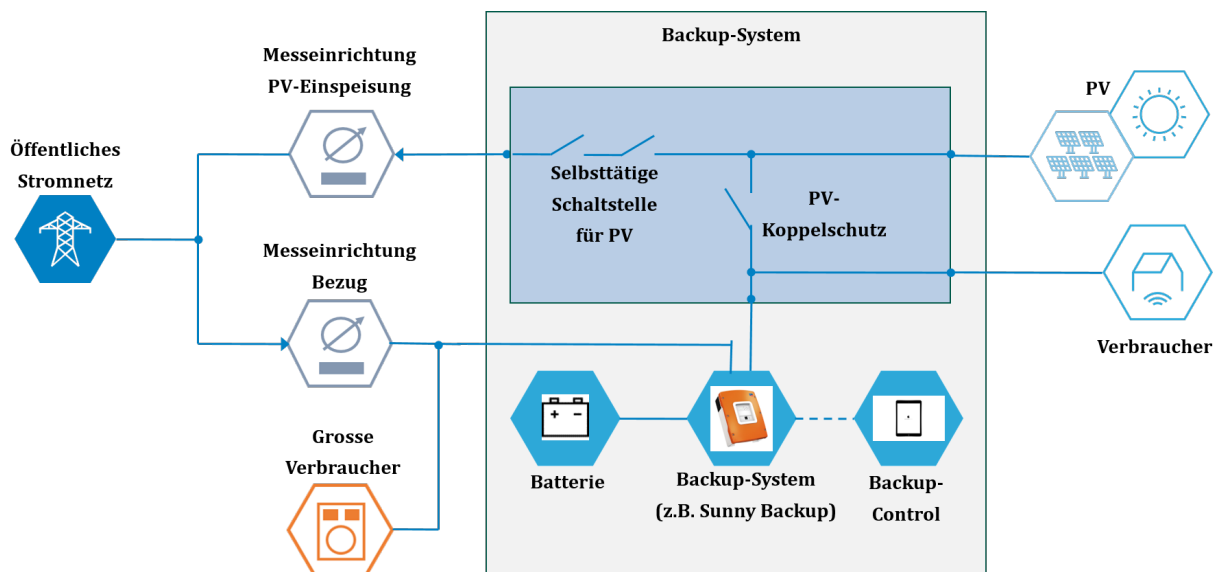 Backup-System
Messeinrichtung
PV-Einspeisung
PV
Öffentliches
Stromnetz
Selbsttätige
Schaltstelle
für PV
PV-
Koppelschutz
Messeinrichtung
Bezug
Verbraucher
Grosse
Verbraucher
Batterie
Backup-System
(z.B. Sunny Backup)
Backup-
Control